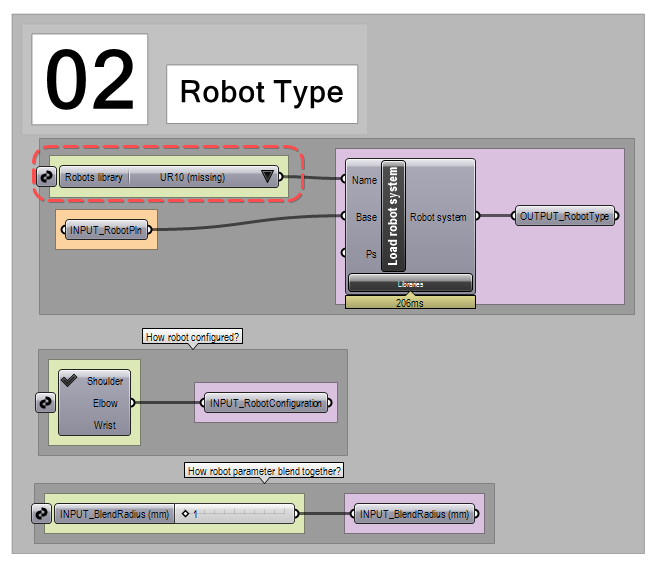 02
Robot Type
Robots library
UR10 (missing)
INPUT_RobotPln
Name
Base
Ps
Load robot system
Robot system
Libraries
206ms
OUTPUT_RobotType
How robot configured?
Shoulder
Elbow
Wrist
INPUT_RobotConfiguration
How robot parameter blend together?
INPUT_BlendRadius (mm)
1
INPUT_BlendRadius (mm)